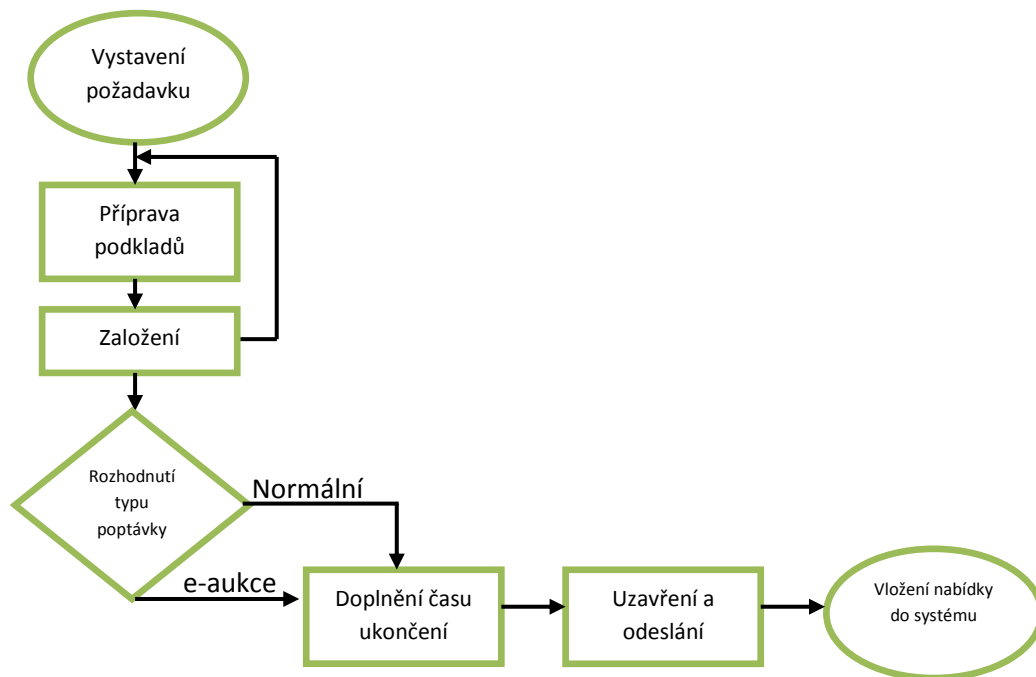 Vystavení
požadavku
Příprava
podkladů
Založení
Rozhodnutí
typu
poptávky
Normální
e-aukce
Doplnění času
ukončení
Uzavření a
odeslání
Vložení nabídky
do systému